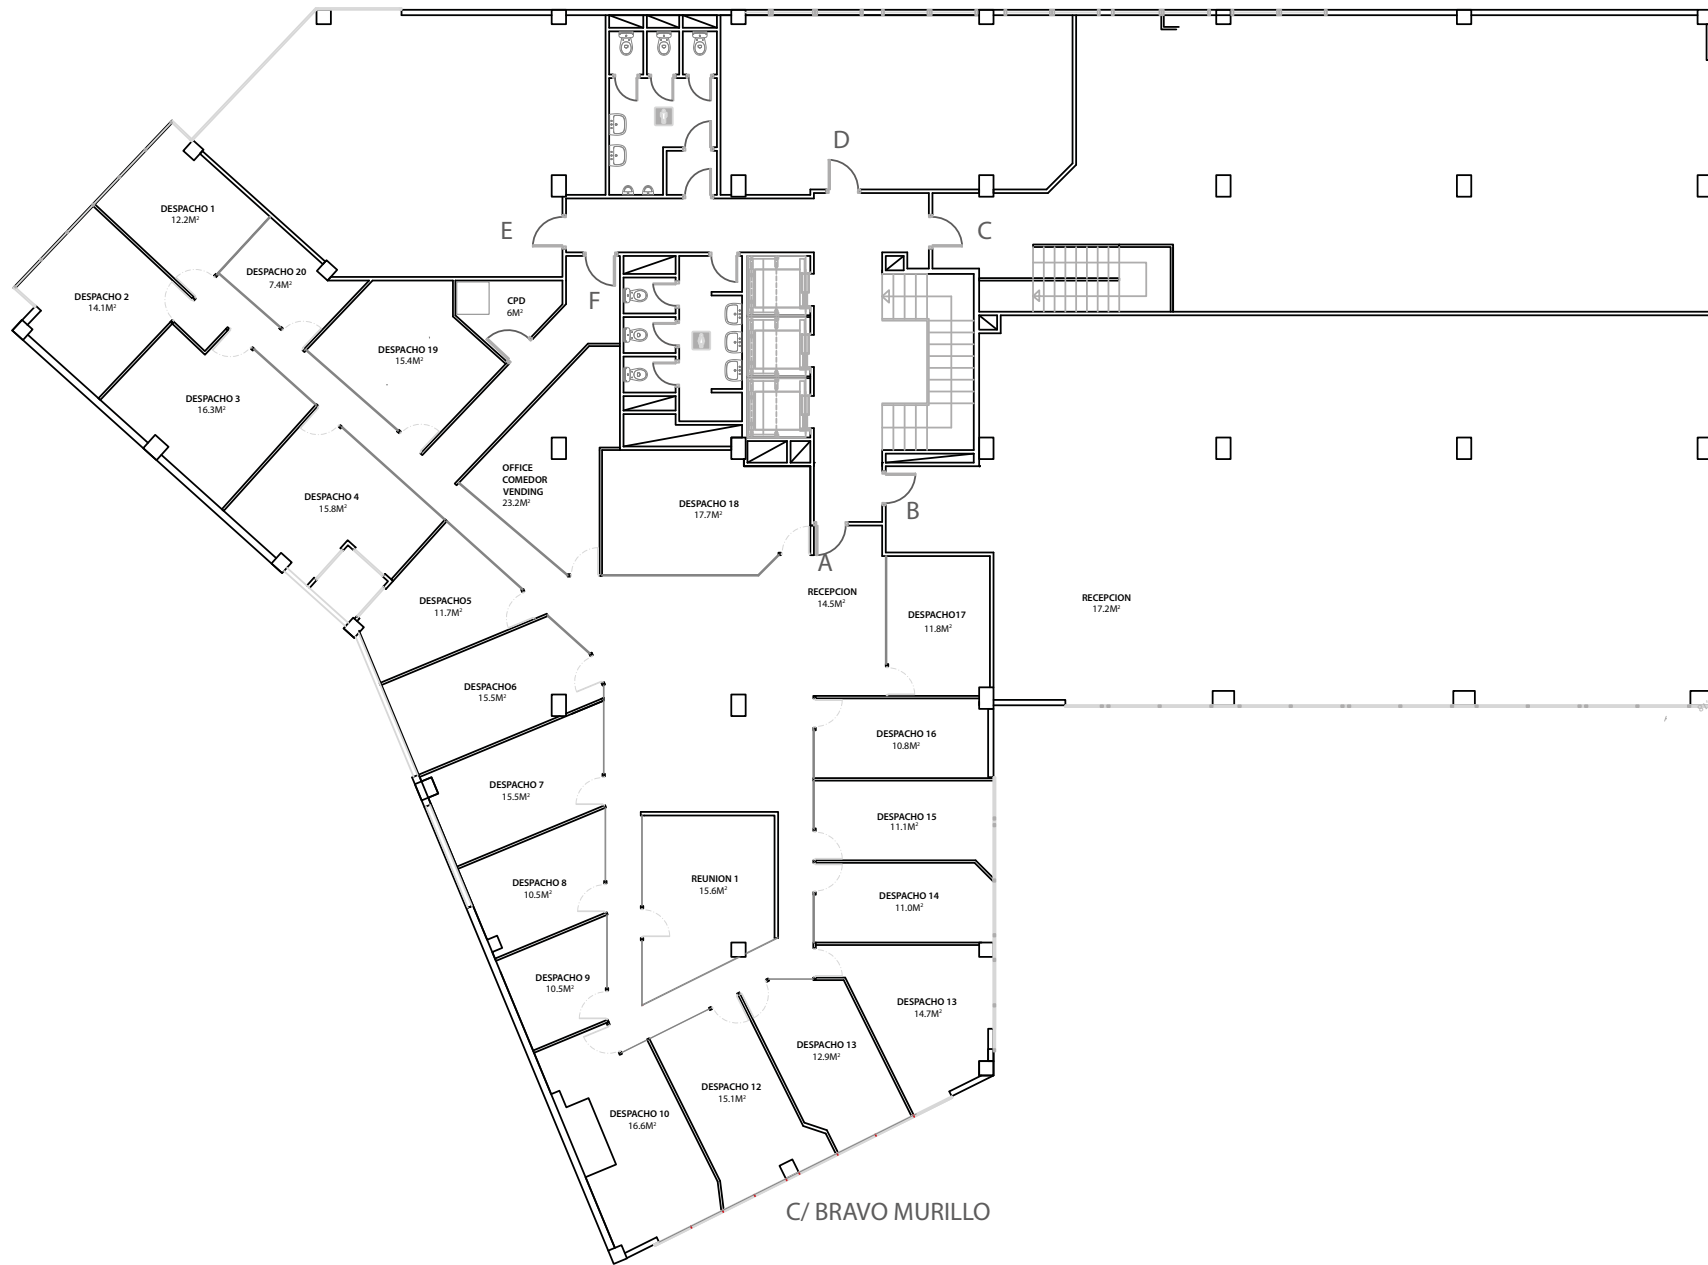 D
E
C
DESPACHO 1
12.2M²
DESPACHO 20
7.4M²
DESPACHO 2
14.1M²
CPD
6M²
F
DESPACHO 19
15.4M²
DESPACHO 3
16.3M²
OFFICE
COMEDOR
VENDING
23.2M²
DESPACHO 4
15.8M²
DESPACHO 18
17.7M²
B
A
RECEPCION
14.5M²
RECEPCION
17.2M²
DESPACHO5
11.7M²
DESPACHO17
11.8M²
DESPACHO6
15.5M²
DESPACHO 16
10.8M²
DESPACHO 7
15.5M²
DESPACHO 15
11.1M²
DESPACHO 8
10.5M²
REUNION 1
15.6M²
DESPACHO 14
11.0M²
DESPACHO 9
10.5M²
DESPACHO 13
14.7M²
DESPACHO 13
12.9M²
DESPACHO 12
15.1M²
DESPACHO 10
16.6M²
C/ BRAVO MURILLO